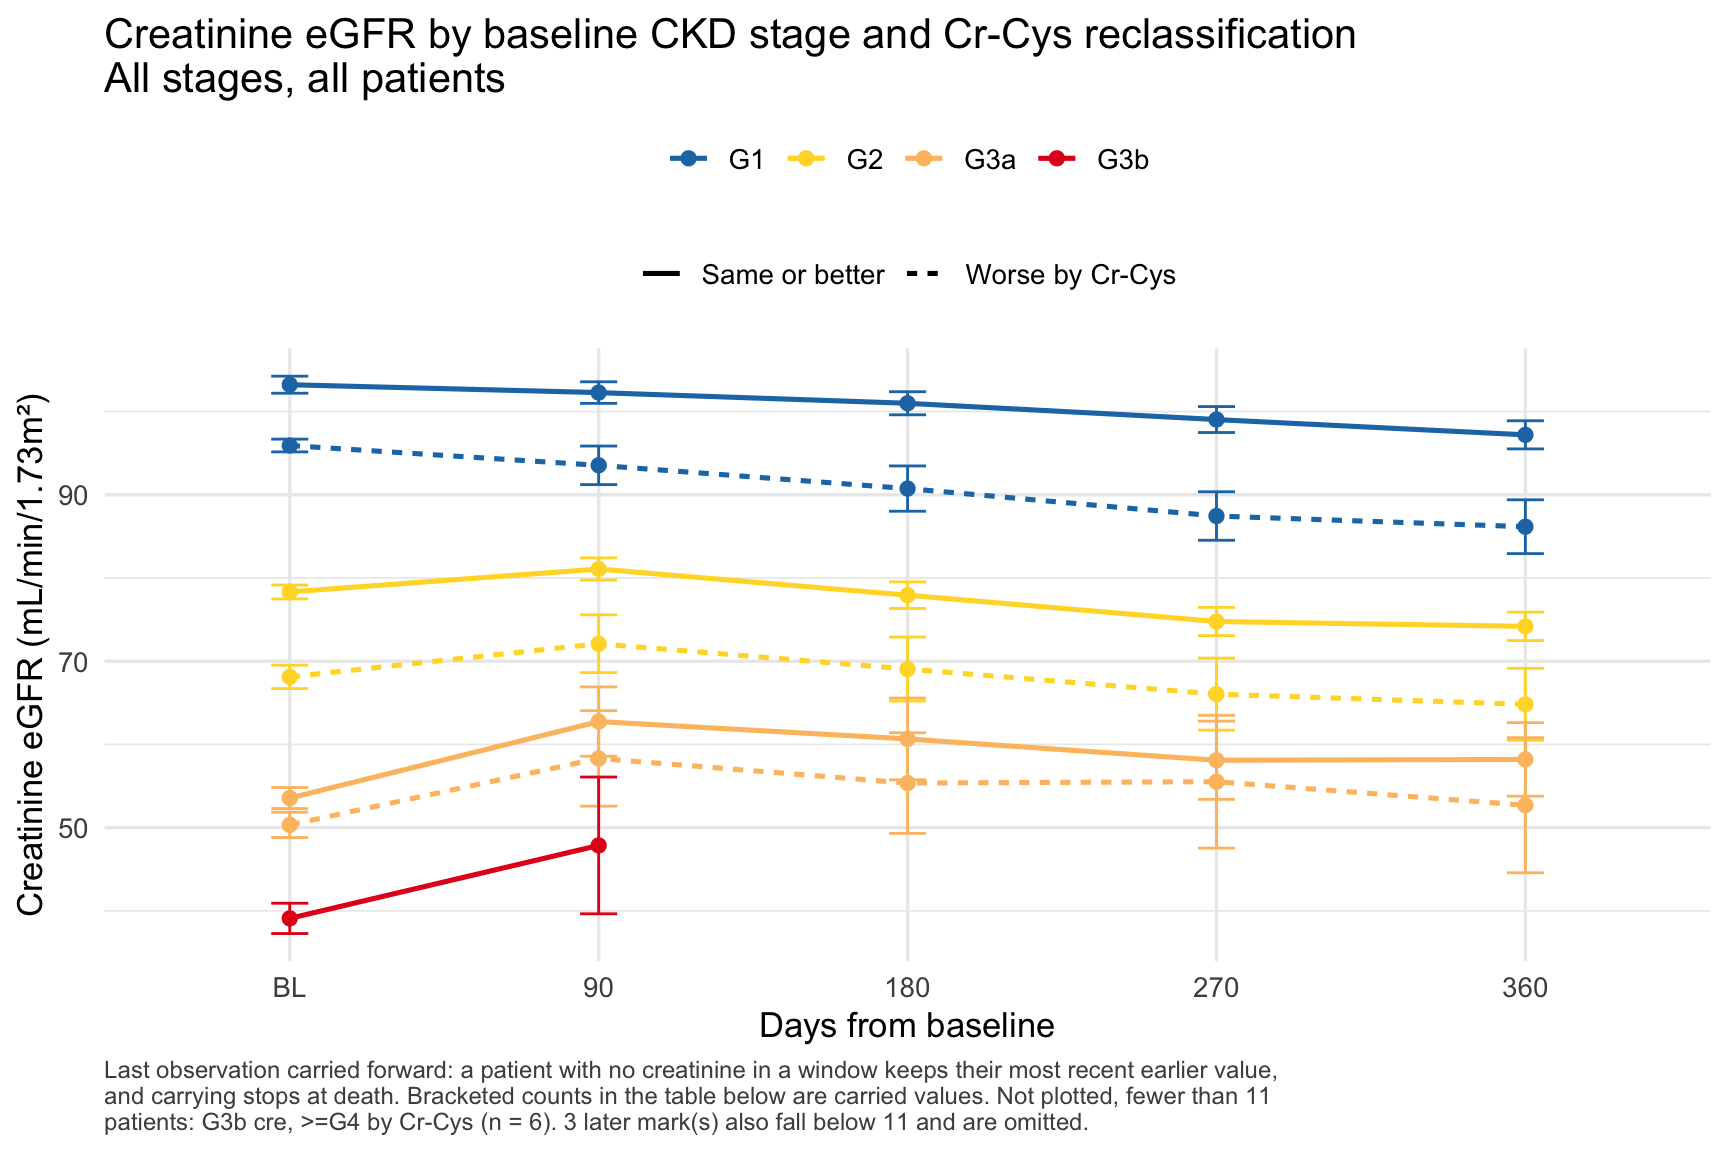 Creatinine eGFR by baseline CKD stage and Cr-Cys reclassification
All stages, all patients
G1 G2 G3a G3b
Same or better Worse by Cr-Cys
Creatinine eGFR (mL/min/1.73m²)
90
70
50
BL 90 180 270 360
Days from baseline
Last observation carried forward: a patient with no creatinine in a window keeps their most recent earlier value,
and carrying stops at death. Bracketed counts in the table below are carried values. Not plotted, fewer than 11
patients: G3b cre, >=G4 by Cr-Cys (n = 6). 3 later mark(s) also fall below 11 and are omitted.